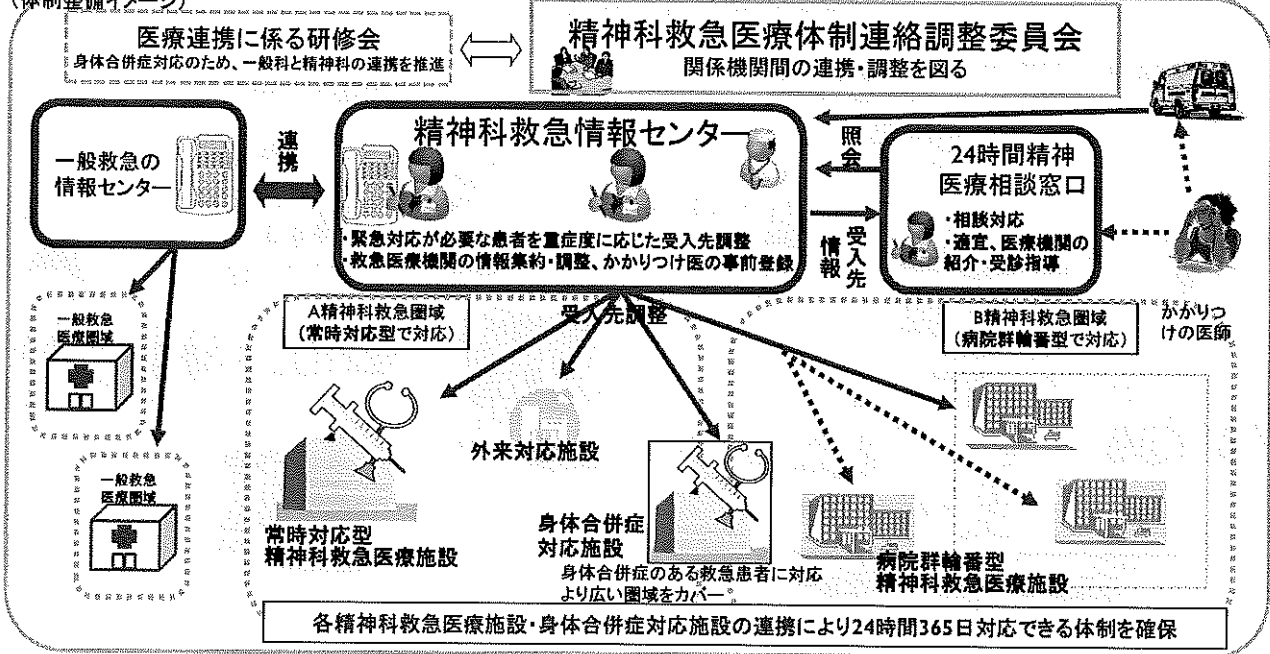 (体制整備イメージ)
医療連携に係る研修会
身体合併症対応のため、一般科と精神科の連携を推進
精神科救急医療体制連絡調整委員会
関係機関間の連携・調整を図る
一般救急の
情報センター
連携
精神科救急情報センター
・緊急対応が必要な患者を重症度に応じた受入先調整
・救急医療機関の情報集約・調整、かかりつけ医の事前登録
照会
受入先
情報
24時間精神
医療相談窓口
・相談対応
・適宜、医療機関の
紹介・受診指導
かかりつ
けの医師
一般救急
医療圏域
一般救急
医療圏域
A精神科救急圏域
(常時対応型で対応)
受入先調整
B精神科救急圏域
(病院群輪番型で対応)
常時対応型
精神科救急医療施設
外来対応施設
身体合併症
対応施設
身体合併症のある救急患者に対応
より広い圏域をカバー
病院群輪番型
精神科救急医療施設
各精神科救急医療施設・身体合併症対応施設の連携により24時間365日対応できる体制を確保